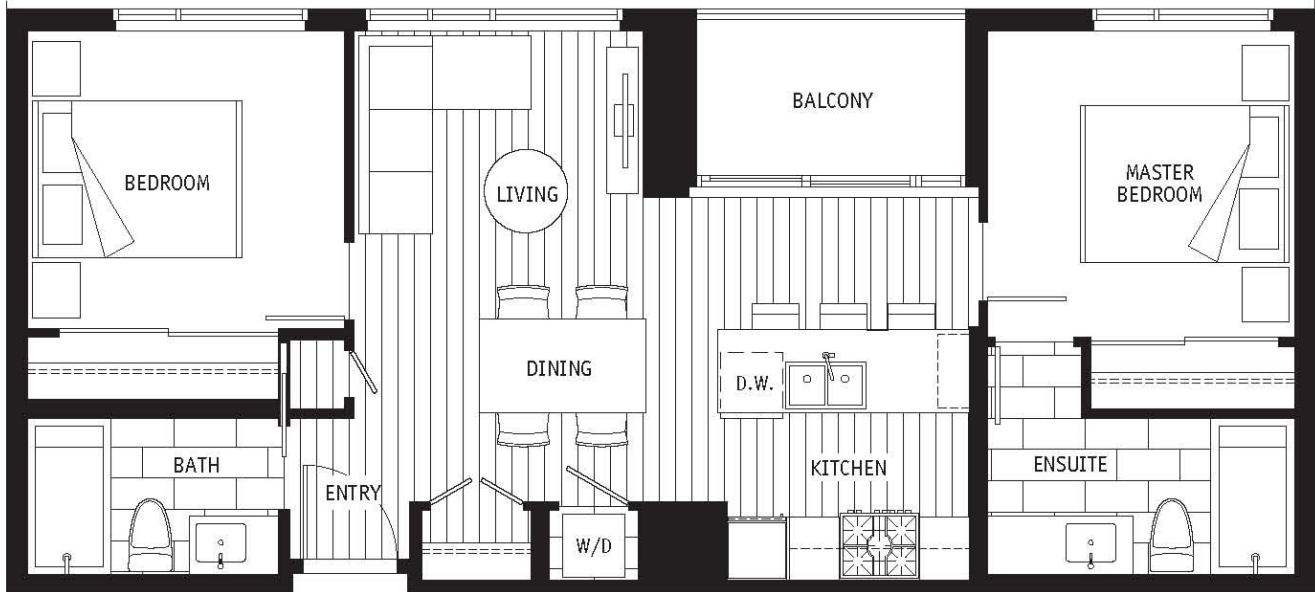 BALCONY
BEDROOM
LIVING
MASTER
BEDROOM
DINING
D.W.
BATH
ENTRY
KITCHEN
ENSUITE
W/D